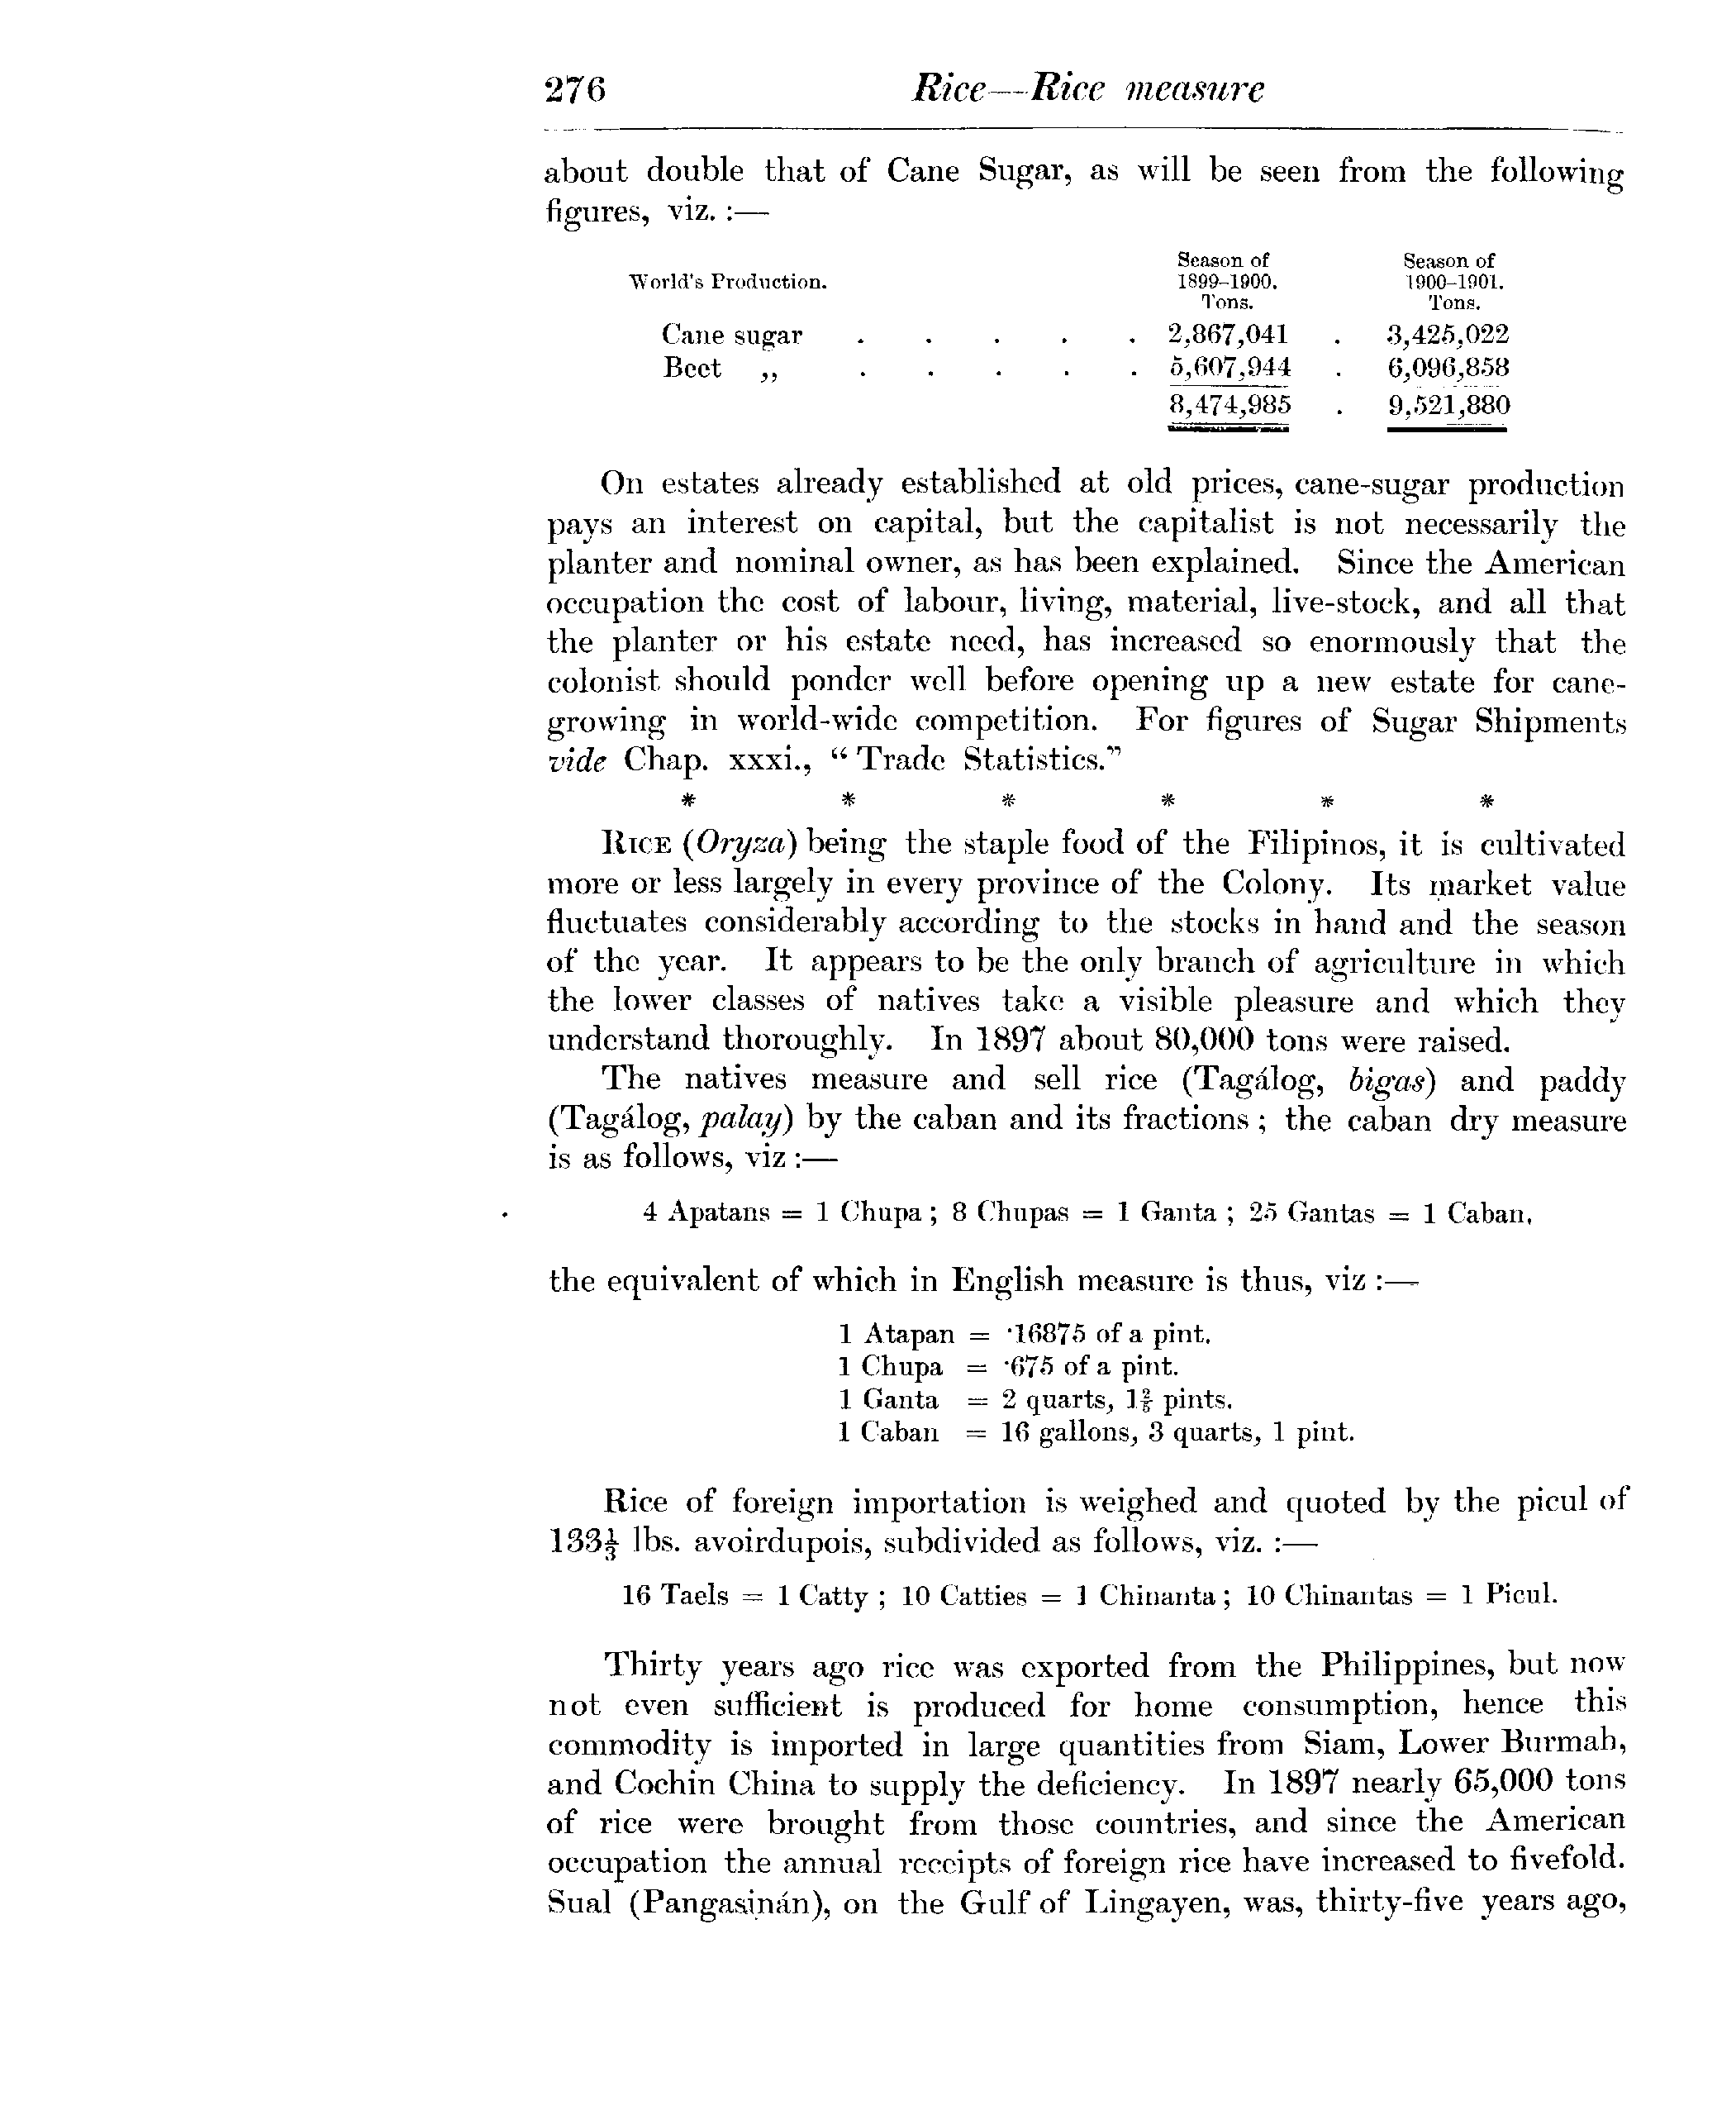 276 Rice—Rice measure
about double that of Cane Sugar, as will be seen from the following
figures, viz. :—
World's Production. Season of 1899–1900. Tons. Season of 1900–1901. Tons.
Cane sugar . . . . . 2,867,041 . 3,425,022
Beet ,, . . . . . 5,607,944 . 6,096,858
8,474,985 . 9,521,880
On estates already established at old prices, cane-sugar production
pays an interest on capital, but the capitalist is not necessarily the
planter and nominal owner, as has been explained. Since the American
occupation the cost of labour, living, material, live-stock, and all that
the planter or his estate need, has increased so enormously that the
colonist should ponder well before opening up a new estate for cane-
growing in world-wide competition. For figures of Sugar Shipments
vide Chap. xxxi., “ Trade Statistics.”
* * * * * *
RICE (Oryza) being the staple food of the Filipinos, it is cultivated
more or less largely in every province of the Colony. Its market value
fluctuates considerably according to the stocks in hand and the season
of the year. It appears to be the only branch of agriculture in which
the lower classes of natives take a visible pleasure and which they
understand thoroughly. In 1897 about 80,000 tons were raised.
The natives measure and sell rice (Tagálog, bigas) and paddy
(Tagálog, palay) by the caban and its fractions ; the caban dry measure
is as follows, viz :—
4 Apatans = 1 Chupa ; 8 Chupas = 1 Ganta ; 25 Gantas = 1 Caban,
the equivalent of which in English measure is thus, viz :—
1 Atapan = ·16875 of a pint.
1 Chupa = ·675 of a pint.
1 Ganta = 2 quarts, 1⅖ pints.
1 Caban = 16 gallons, 3 quarts, 1 pint.
Rice of foreign importation is weighed and quoted by the picul of
133⅓ lbs. avoirdupois, subdivided as follows, viz. :—
16 Taels = 1 Catty ; 10 Catties = 1 Chinanta ; 10 Chinantas = 1 Picul.
Thirty years ago rice was exported from the Philippines, but now
not even sufficient is produced for home consumption, hence this
commodity is imported in large quantities from Siam, Lower Burmah,
and Cochin China to supply the deficiency. In 1897 nearly 65,000 tons
of rice were brought from those countries, and since the American
occupation the annual receipts of foreign rice have increased to fivefold.
Sual (Pangasinán), on the Gulf of Lingayen, was, thirty-five years ago,